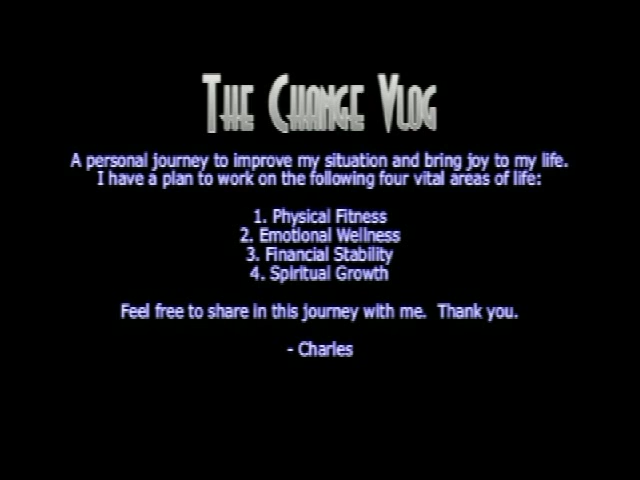 The Change Vlog
A personal journey to improve my situation and bring joy to my life.
I have a plan to work on the following four vital areas of life:
1. Physical Fitness
2. Emotional Wellness
3. Financial Stability
4. Spiritual Growth
Feel free to share in this journey with me.  Thank you.
- Charles